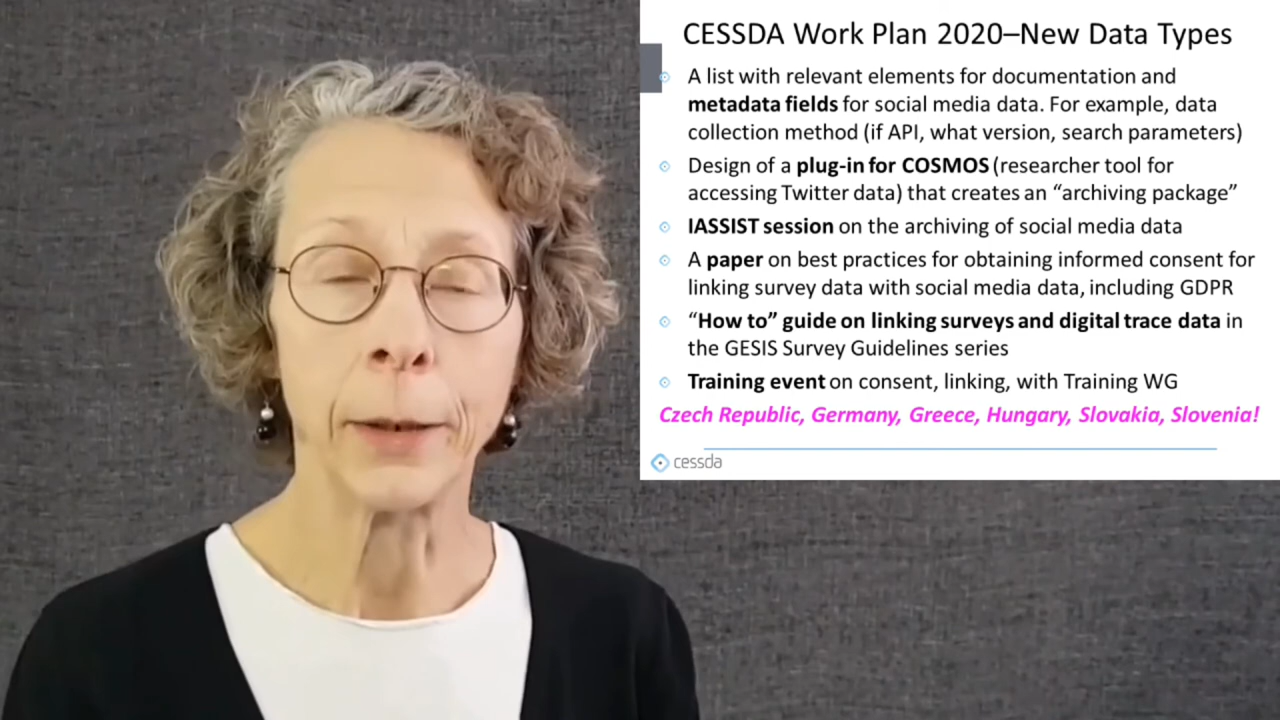 CESSDA Work Plan 2020–New Data Types
A list with relevant elements for documentation and
metadata fields for social media data. For example, data
collection method (if API, what version, search parameters)
Design of a plug-in for COSMOS (researcher tool for
accessing Twitter data) that creates an “archiving package”
IASSIST session on the archiving of social media data
A paper on best practices for obtaining informed consent for
linking survey data with social media data, including GDPR
“How to” guide on linking surveys and digital trace data in
the GESIS Survey Guidelines series
Training event on consent, linking, with Training WG
Czech Republic, Germany, Greece, Hungary, Slovakia, Slovenia!
cessda